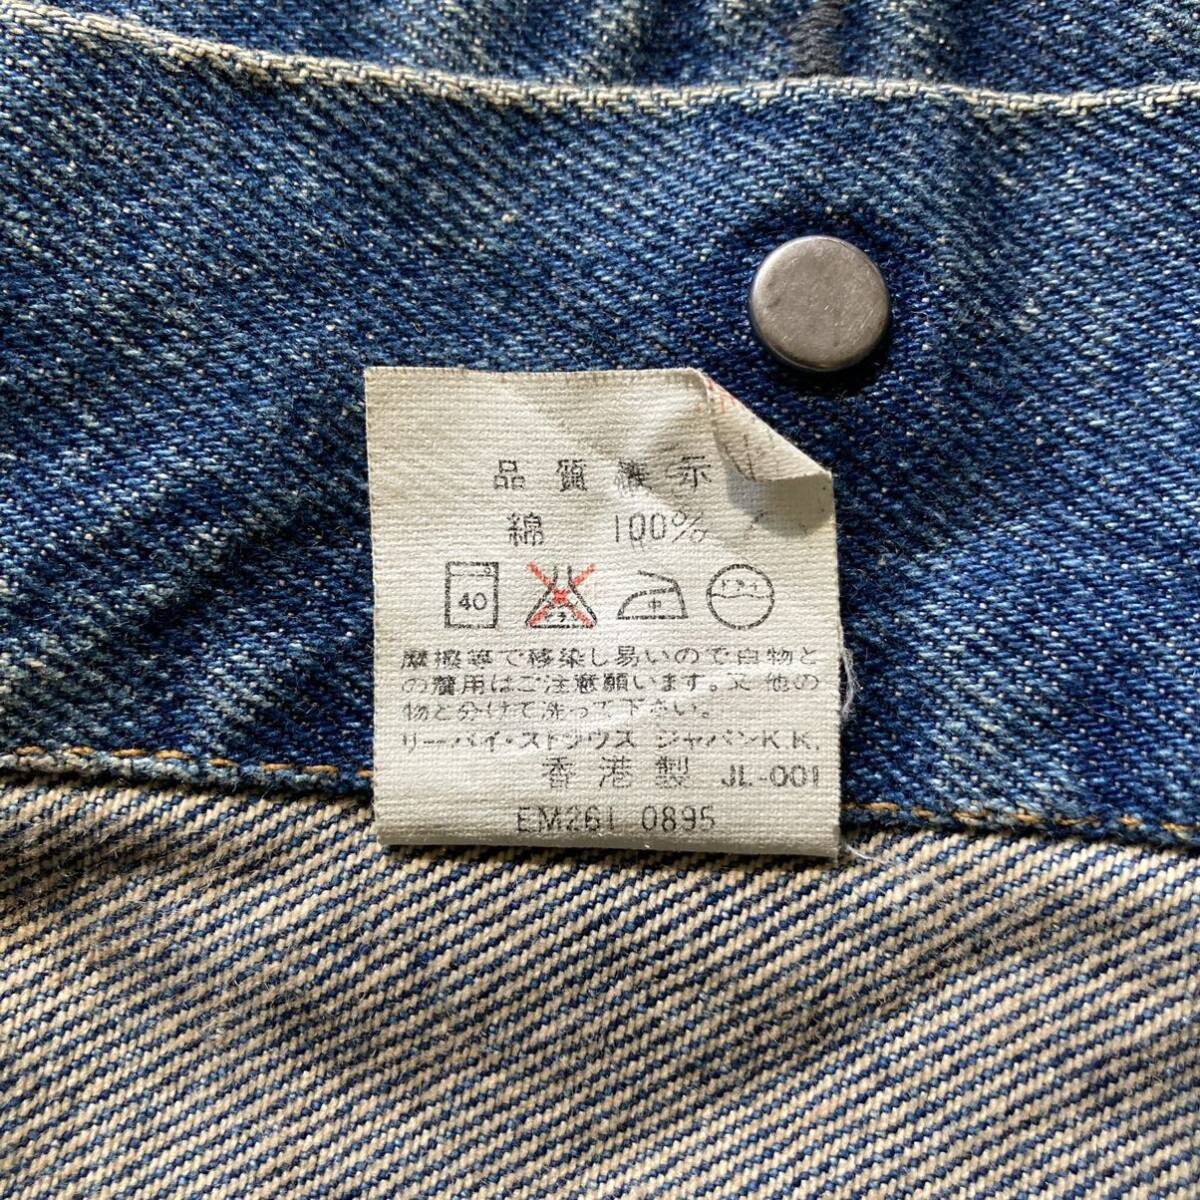 品質表示
綿 100%
40 中
摩擦等で移染し易いので白物と
の着用はご注意願います。又他の
物と分けて洗って下さい。
リーバイ・ストラウス ジャパンK.K.
香港製 JL-001
EM261 0895